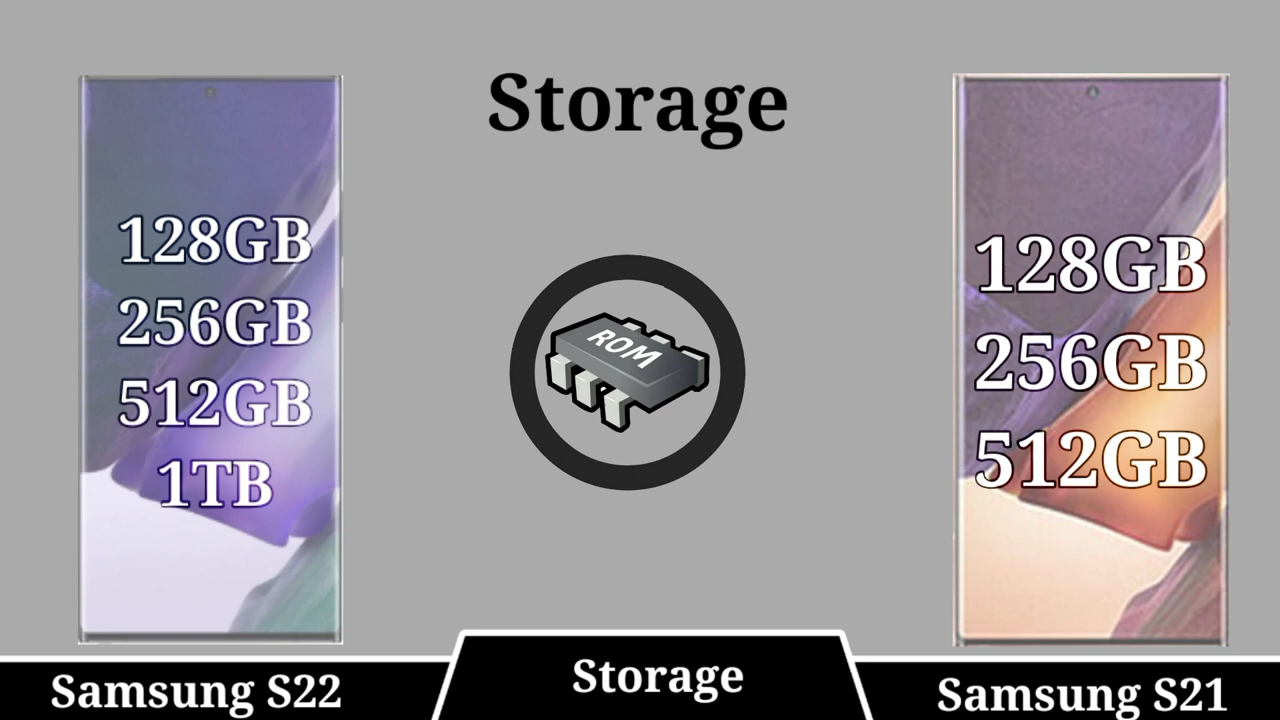 Storage
128GB
256GB
512GB
1TB
ROM
128GB
256GB
512GB
Samsung S22
Storage
Samsung S21